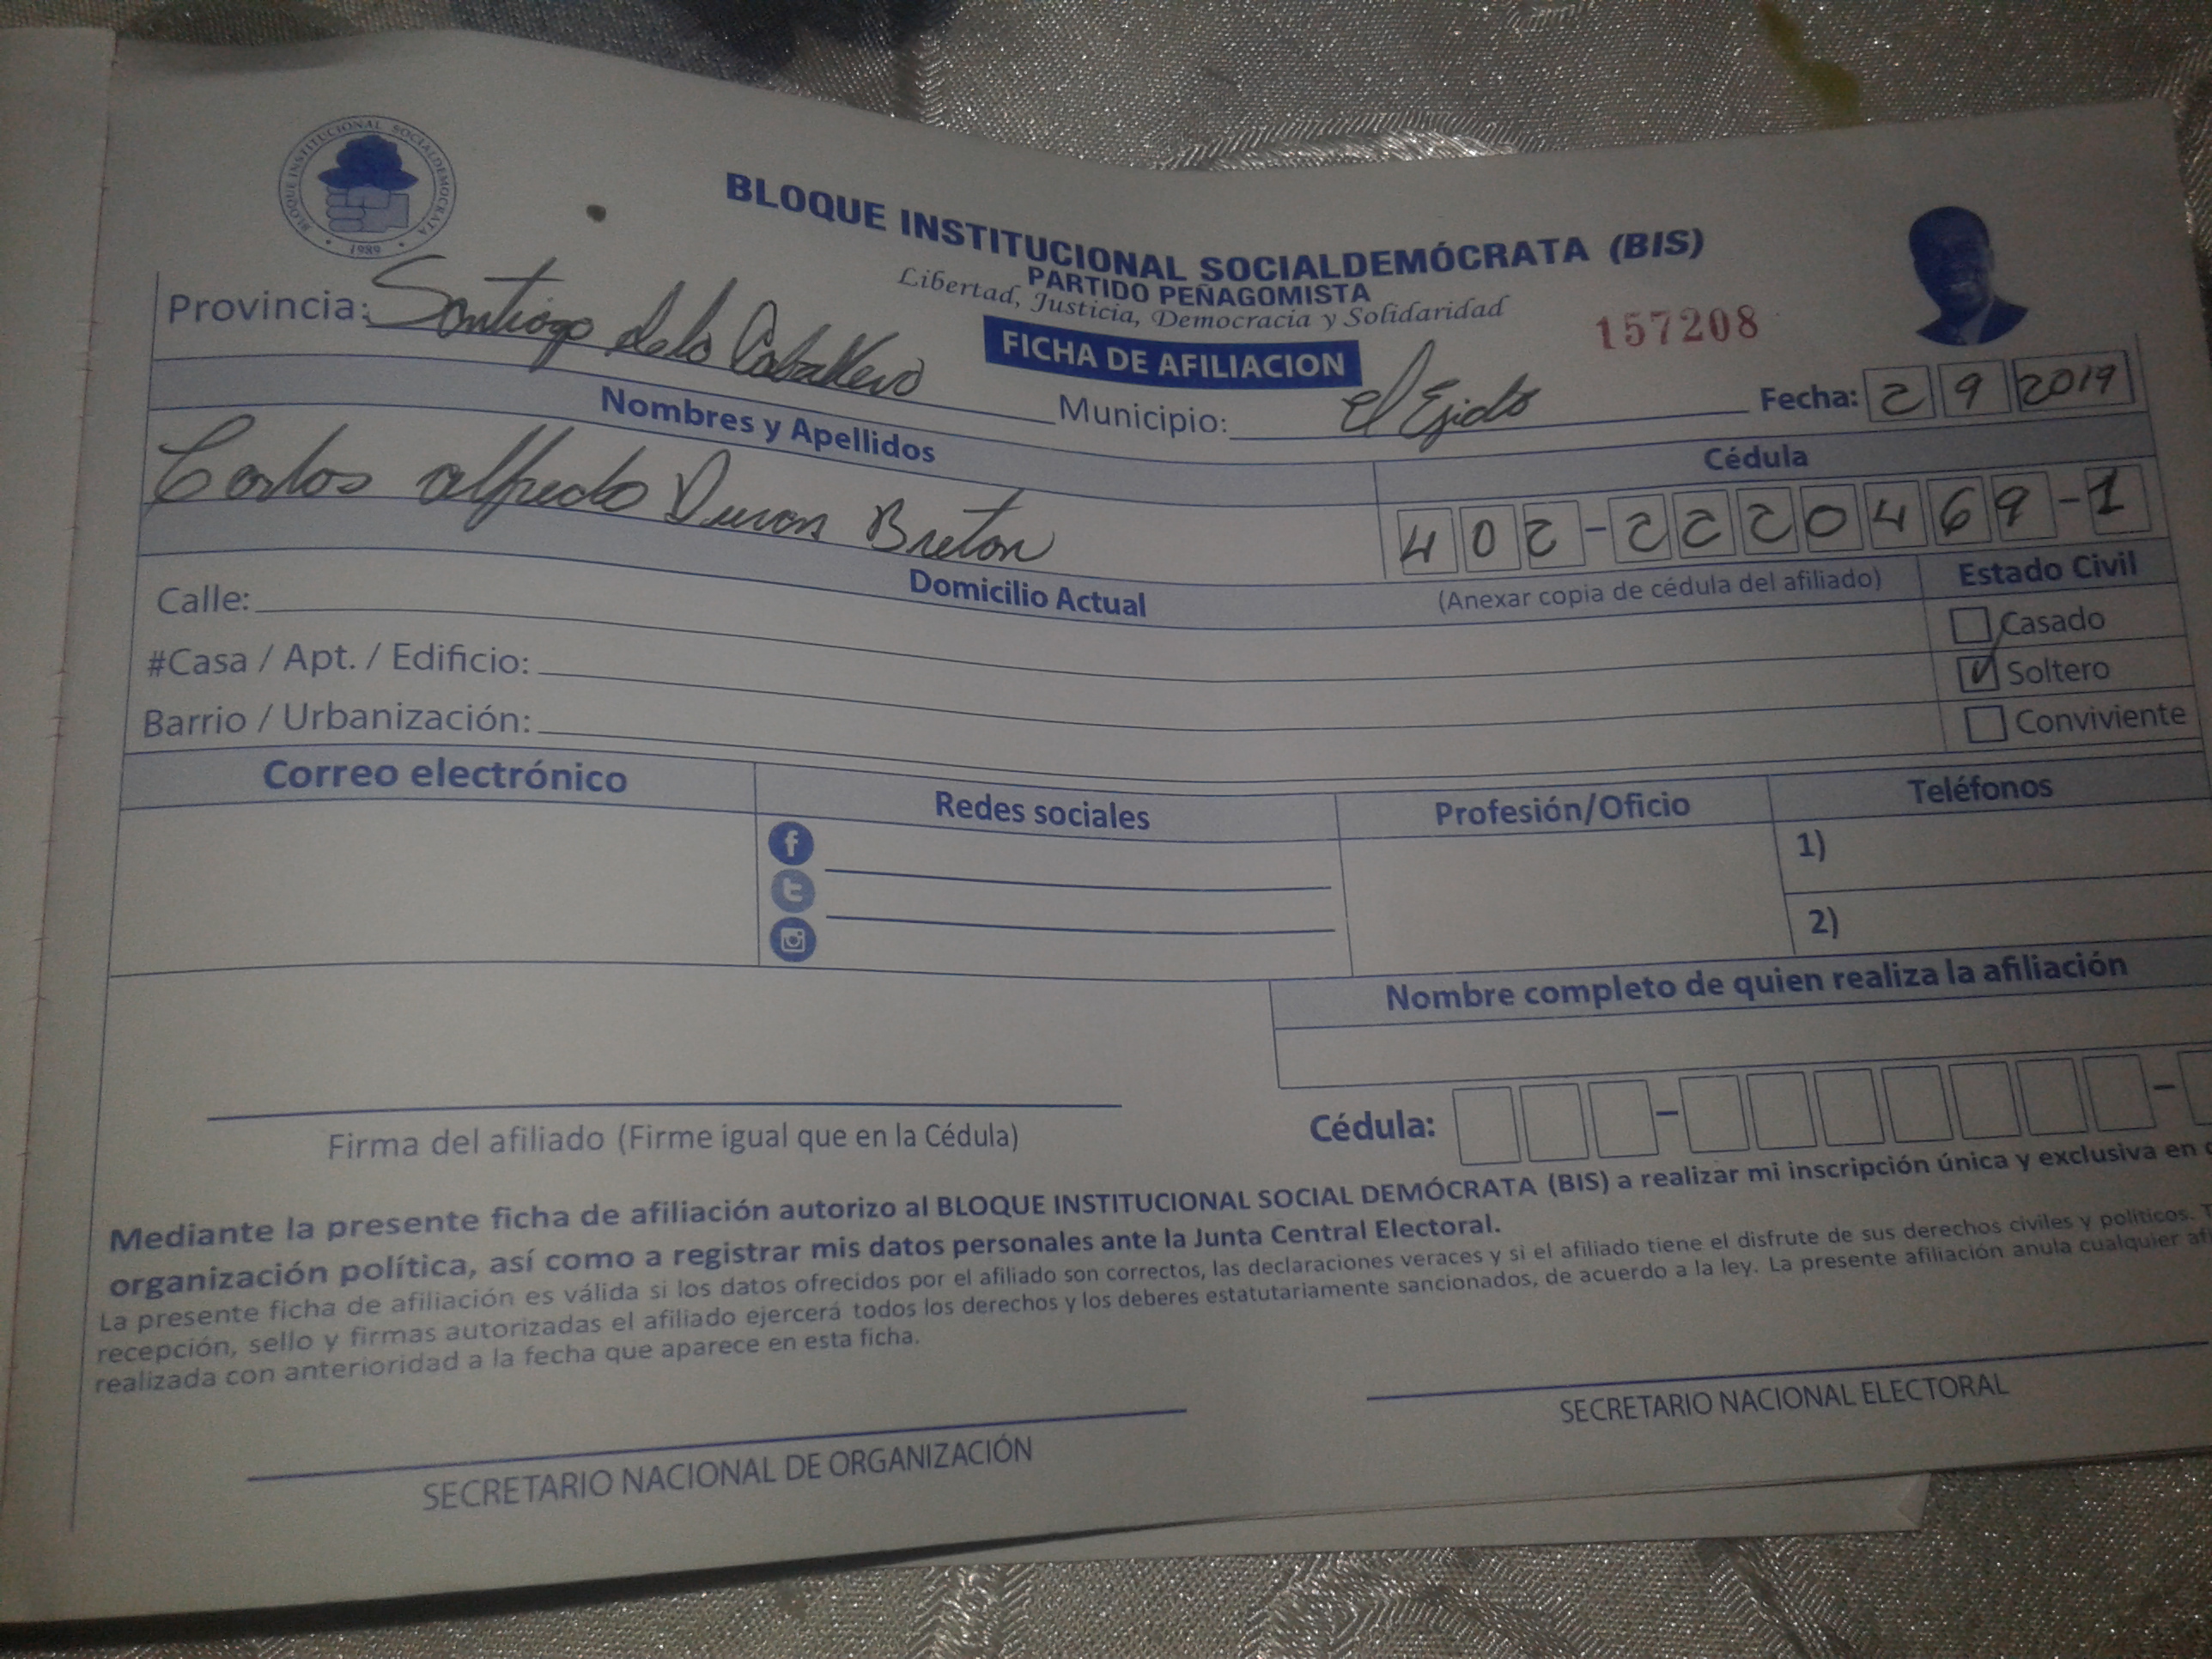 BLOQUE INSTITUCIONAL SOCIALDEMOCRATA
1989
BLOQUE INSTITUCIONAL SOCIALDEMÓCRATA (BIS)
PARTIDO PEÑAGOMISTA
Libertad, Justicia, Democracia y Solidaridad
157208
FICHA DE AFILIACION
Provincia: Santiago delo Caballero Municipio: el Egido Fecha: 2 9 2019
Nombres y Apellidos Cédula
Carlos alfredo Duran Breton 402-2220469-1
Domicilio Actual (Anexar copia de cédula del afiliado) Estado Civil
Calle: Casado
#Casa / Apt. / Edificio: Soltero
Barrio / Urbanización: Conviviente
Correo electrónico Redes sociales Profesión/Oficio Teléfonos
1)
2)
Nombre completo de quien realiza la afiliación
Cédula:
Firma del afiliado (Firme igual que en la Cédula)
Mediante la presente ficha de afiliación autorizo al BLOQUE INSTITUCIONAL SOCIAL DEMÓCRATA (BIS) a realizar mi inscripción única y exclusiva en
organización política, así como a registrar mis datos personales ante la Junta Central Electoral.
La presente ficha de afiliación es válida si los datos ofrecidos por el afiliado son correctos, las declaraciones veraces y si el afiliado tiene el disfrute de sus derechos civiles y políticos.
recepción, sello y firmas autorizadas el afiliado ejercerá todos los derechos y los deberes estatutariamente sancionados, de acuerdo a la ley. La presente afiliación anula cualquier
realizada con anterioridad a la fecha que aparece en esta ficha.
SECRETARIO NACIONAL DE ORGANIZACIÓN SECRETARIO NACIONAL ELECTORAL